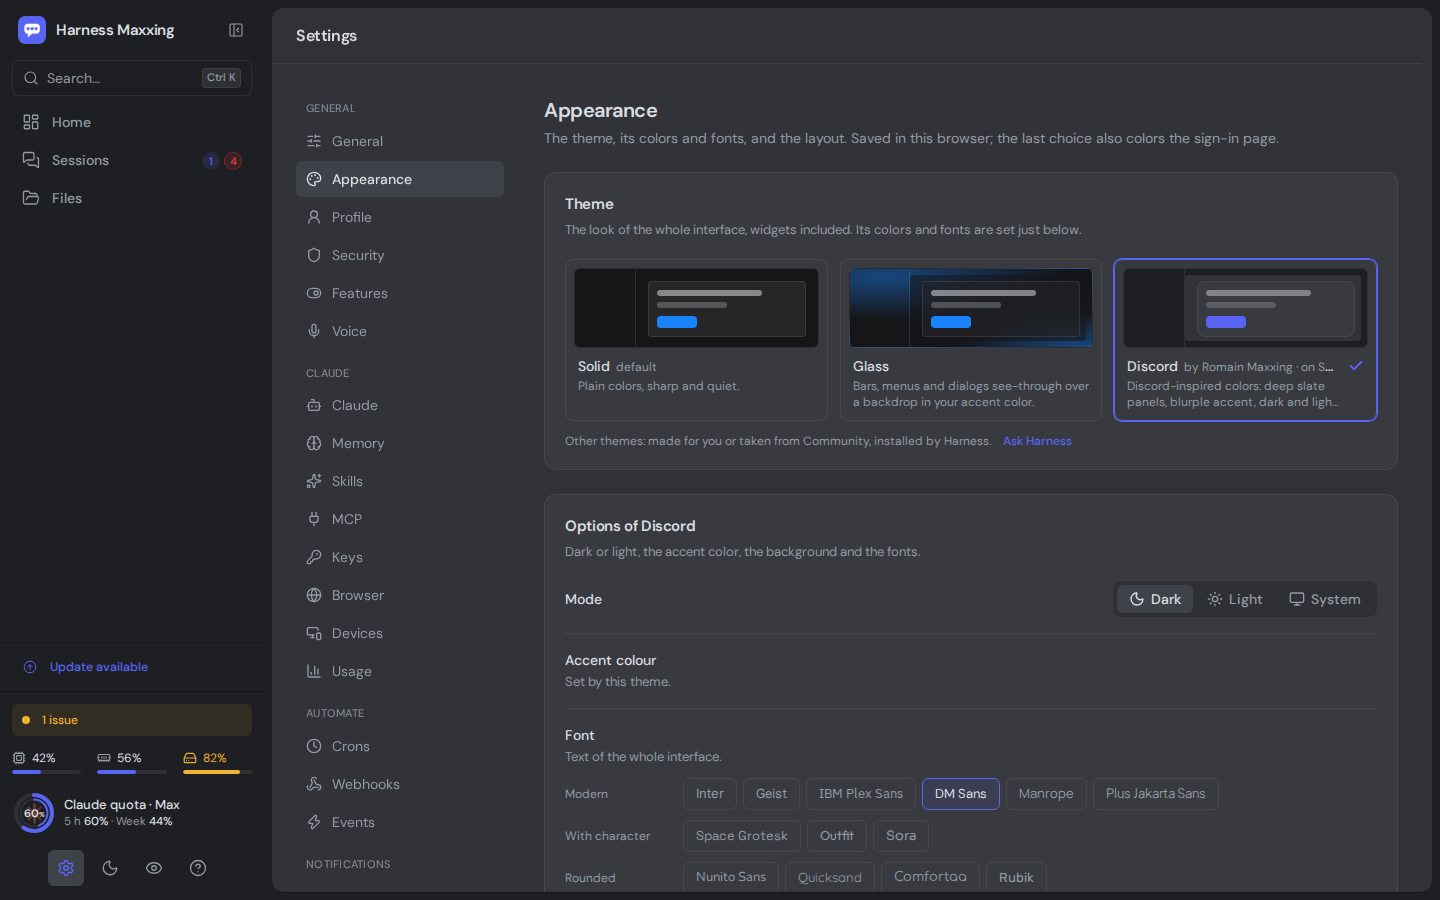 Harness Maxxing
Search...
Ctrl K
Home
Sessions 1 4
Files
Update available
1 issue
42% 56% 82%
60%
Claude quota · Max
5 h 60% · Week 44%
Settings
GENERAL
General
Appearance
Profile
Security
Features
Voice
CLAUDE
Claude
Memory
Skills
MCP
Keys
Browser
Devices
Usage
AUTOMATE
Crons
Webhooks
Events
NOTIFICATIONS
Appearance
The theme, its colors and fonts, and the layout. Saved in this browser; the last choice also colors the sign-in page.
Theme
The look of the whole interface, widgets included. Its colors and fonts are set just below.
Solid default
Plain colors, sharp and quiet.
Glass
Bars, menus and dialogs see-through over
a backdrop in your accent color.
Discord by Romain Maxxing · on S...
Discord-inspired colors: deep slate
panels, blurple accent, dark and ligh...
Other themes: made for you or taken from Community, installed by Harness. Ask Harness
Options of Discord
Dark or light, the accent color, the background and the fonts.
Mode
Dark Light System
Accent colour
Set by this theme.
Font
Text of the whole interface.
Modern Inter Geist IBM Plex Sans DM Sans Manrope Plus Jakarta Sans
With character Space Grotesk Outfit Sora
Rounded Nunito Sans Quicksand Comfortaa Rubik